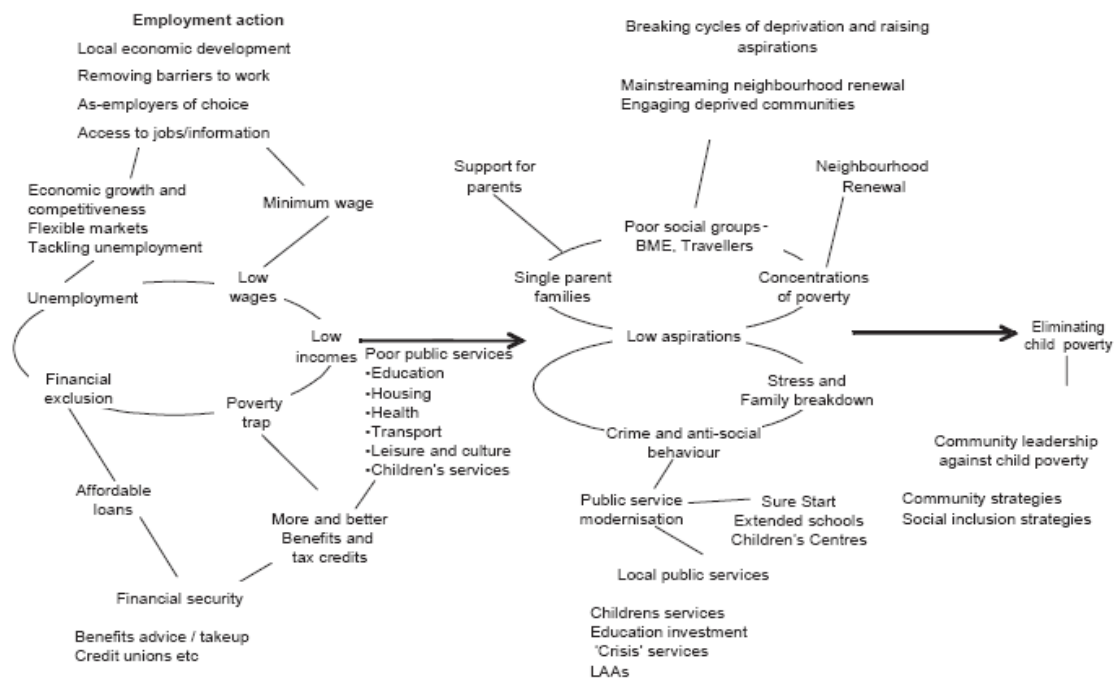 Employment action
Local economic development
Removing barriers to work
As-employers of choice
Access to jobs/information
Economic growth and
competitiveness
Flexible markets
Tackling unemployment
Minimum wage
Unemployment
Low
wages
Low
incomes
Financial
exclusion
Poverty
trap
Affordable
loans
More and better
Benefits and
tax credits
Financial security
Benefits advice / takeup
Credit unions etc
Poor public services
-Education
-Housing
-Health
-Transport
-Leisure and culture
-Children's services
Breaking cycles of deprivation and raising
aspirations
Mainstreaming neighbourhood renewal
Engaging deprived communities
Support for
parents
Neighbourhood
Renewal
Poor social groups-
BME, Travellers
Single parent
families
Concentrations
of poverty
Low aspirations
Stress and
Family breakdown
Crime and anti-social
behaviour
Public service
modernisation
Sure Start
Extended schools
Children's Centres
Local public services
Childrens services
Education investment
'Crisis' services
LAAs
Eliminating
child poverty
Community leadership
against child poverty
Community strategies
Social inclusion strategies